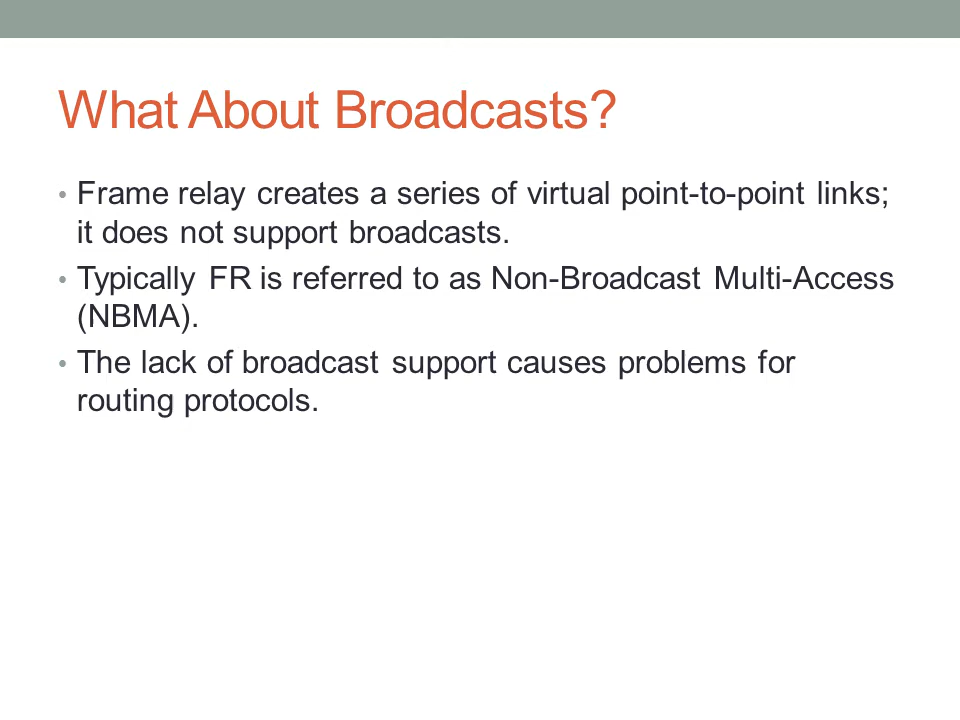 What About Broadcasts?
• Frame relay creates a series of virtual point-to-point links;
it does not support broadcasts.
• Typically FR is referred to as Non-Broadcast Multi-Access
(NBMA).
• The lack of broadcast support causes problems for
routing protocols.